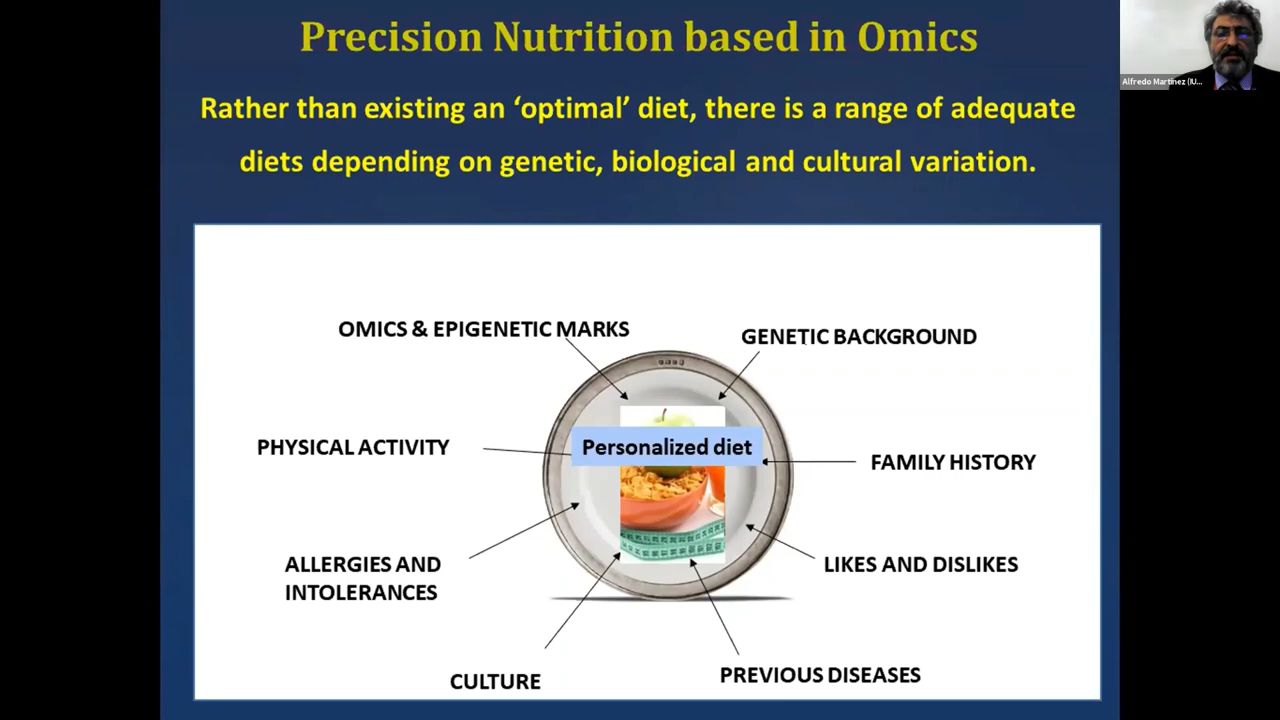 Precision Nutrition based in Omics
Alfredo Martinez (IU...
Rather than existing an ‘optimal’ diet, there is a range of adequate
diets depending on genetic, biological and cultural variation.
OMICS & EPIGENETIC MARKS
GENETIC BACKGROUND
PHYSICAL ACTIVITY
Personalized diet
FAMILY HISTORY
ALLERGIES AND
INTOLERANCES
LIKES AND DISLIKES
CULTURE
PREVIOUS DISEASES